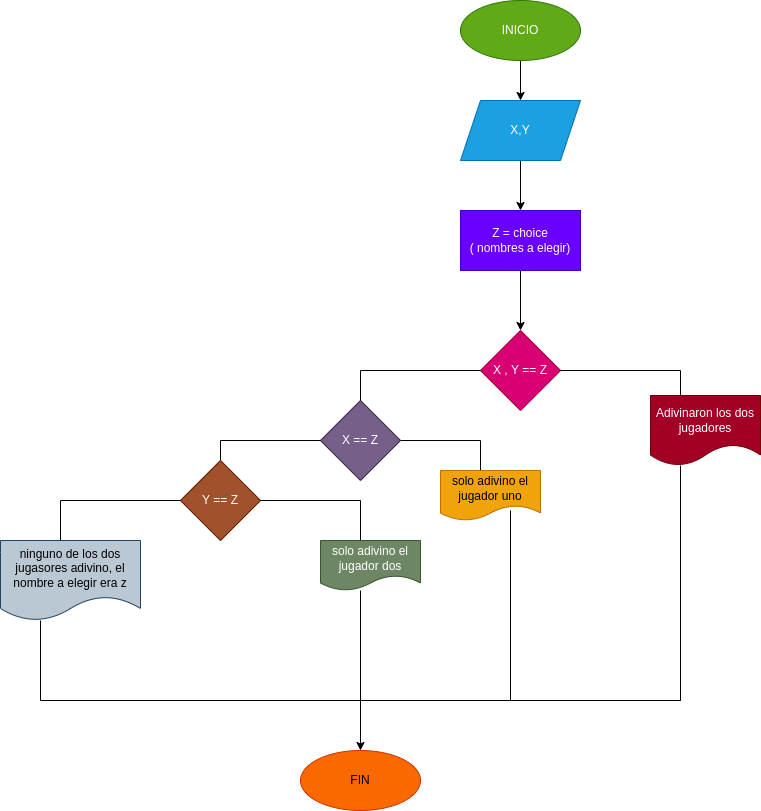 INICIO
X,Y
Z = choice
( nombres a elegir)
X , Y == Z
Adivinaron los dos
jugadores
X == Z
solo adivino el
jugador uno
Y == Z
solo adivino el
jugador dos
ninguno de los dos
jugasores adivino, el
nombre a elegir era z
FIN